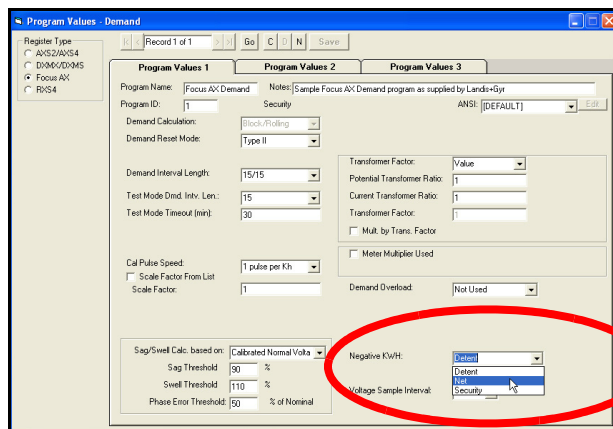 Program Values - Demand
Register Type
AXS2/AXS4
DXMX/DXMS
Focus AX
RXS4
Record 1 of 1 Go C D N Save
Program Values 1 Program Values 2 Program Values 3
Program Name: Focus AX Demand Notes: Sample Focus AX Demand program as supplied by Landis+Gyr
Program ID: 1 Security ANSI: [DEFAULT] Edit
Demand Calculation: Block/Rolling
Demand Reset Mode: Type II
Demand Interval Length: 15/15
Test Mode Dmd. Intv. Len.: 15
Test Mode Timeout (min): 30
Transformer Factor: Value
Potential Transformer Ratio: 1
Current Transformer Ratio: 1
Transformer Factor: 1
Mult. by Trans. Factor
Cal Pulse Speed: 1 pulse per Kh
Scale Factor From List
Scale Factor: 1
Meter Multiplier Used
Demand Overload: Not Used
Sag/Swell Calc. based on: Calibrated Normal Volta
Sag Threshold 90 %
Swell Threshold 110 %
Phase Error Threshold: 50 % of Nominal
Negative KWH: Detent
Detent
Net
Security
Voltage Sample Interval: